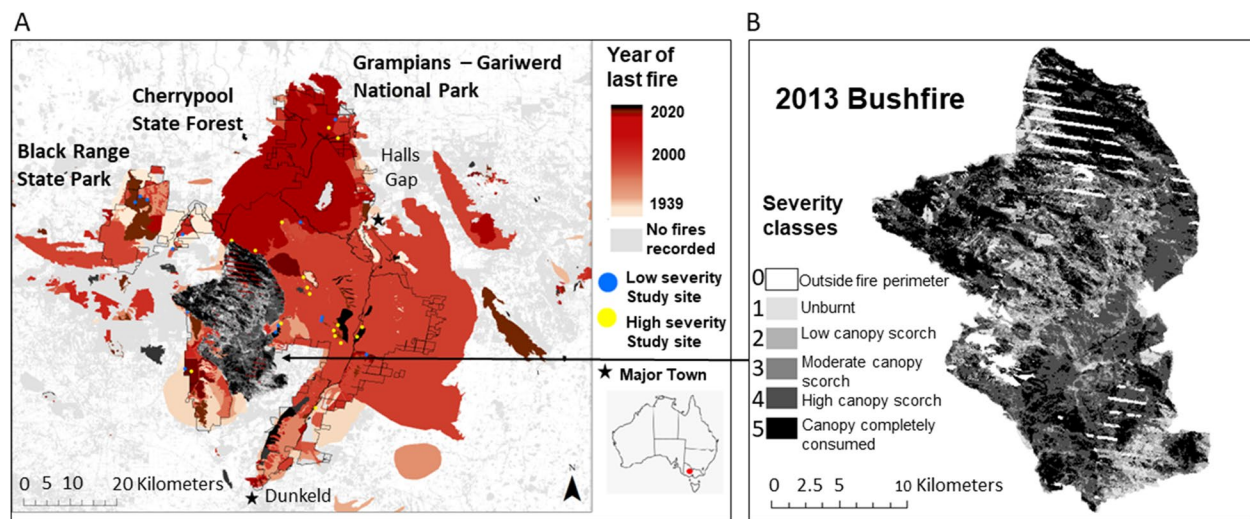 A
Grampians – Gariwerd
National Park
Cherrypool
State Forest
Black Range
State Park
Halls
Gap
Dunkeld
0 5 10 20 Kilometers
N
Year of
last fire
2020
2000
1939
No fires
recorded
Low severity
Study site
High severity
Study site
Major Town
B
2013 Bushfire
Severity
classes
0 Outside fire perimeter
1 Unburnt
2 Low canopy scorch
3 Moderate canopy
scorch
4 High canopy scorch
5 Canopy completely
consumed
0 2.5 5 10 Kilometers